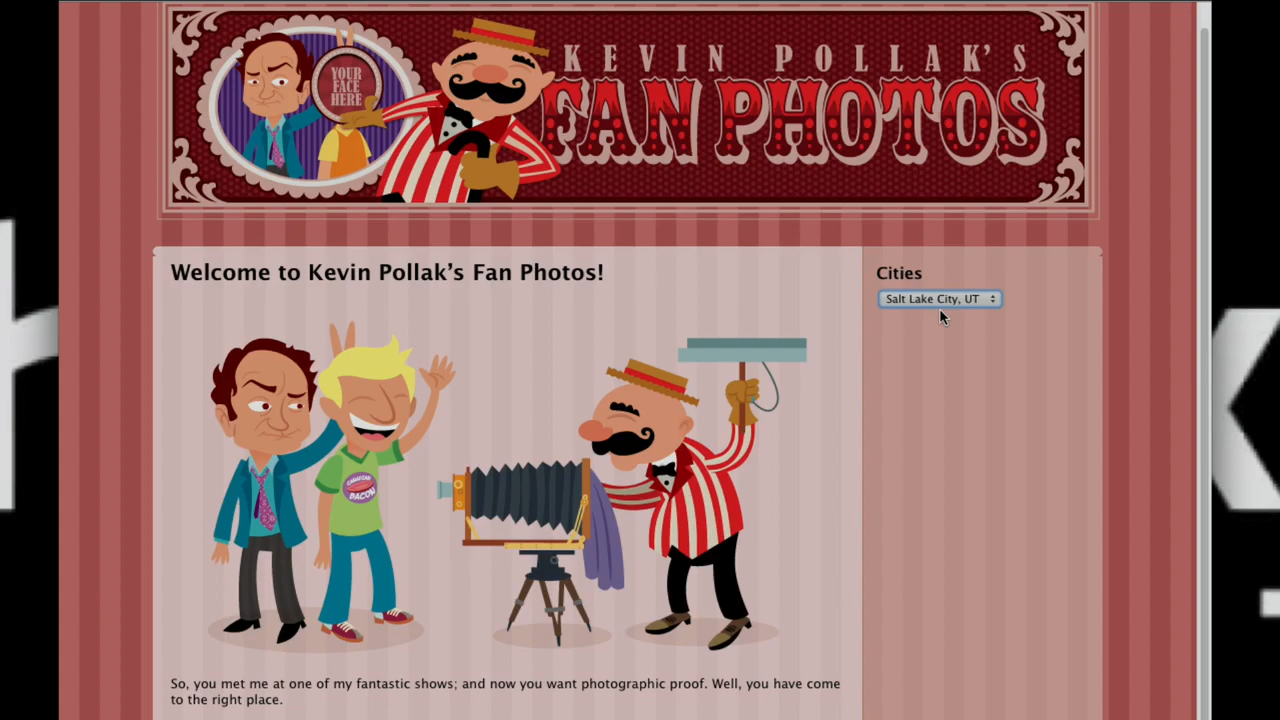 YOUR
FACE
HERE
KEVIN POLLAK'S
FAN PHOTOS
Welcome to Kevin Pollak's Fan Photos!
Cities
Salt Lake City, UT
CANADIAN
BACON
So, you met me at one of my fantastic shows; and now you want photographic proof. Well, you have come
to the right place.